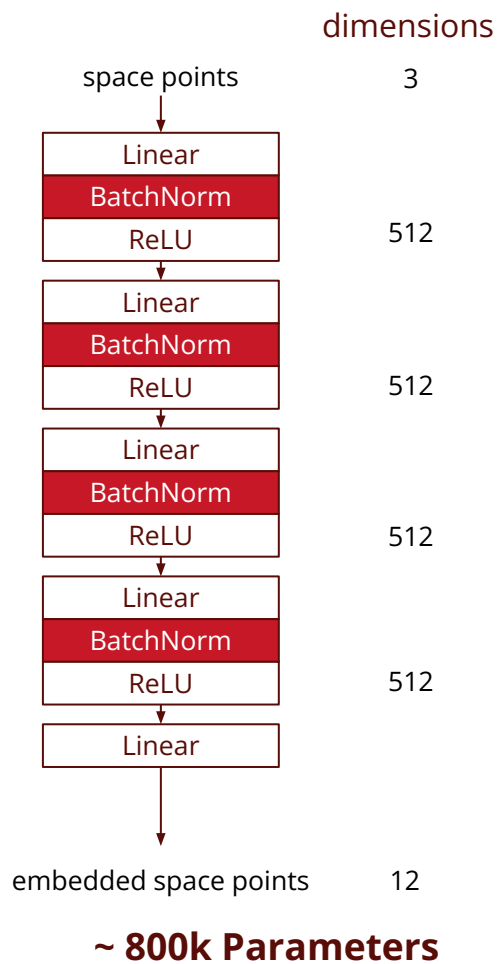 dimensions
space points 3
Linear
BatchNorm
ReLU 512
Linear
BatchNorm
ReLU 512
Linear
BatchNorm
ReLU 512
Linear
BatchNorm
ReLU 512
Linear
embedded space points 12
~ 800k Parameters